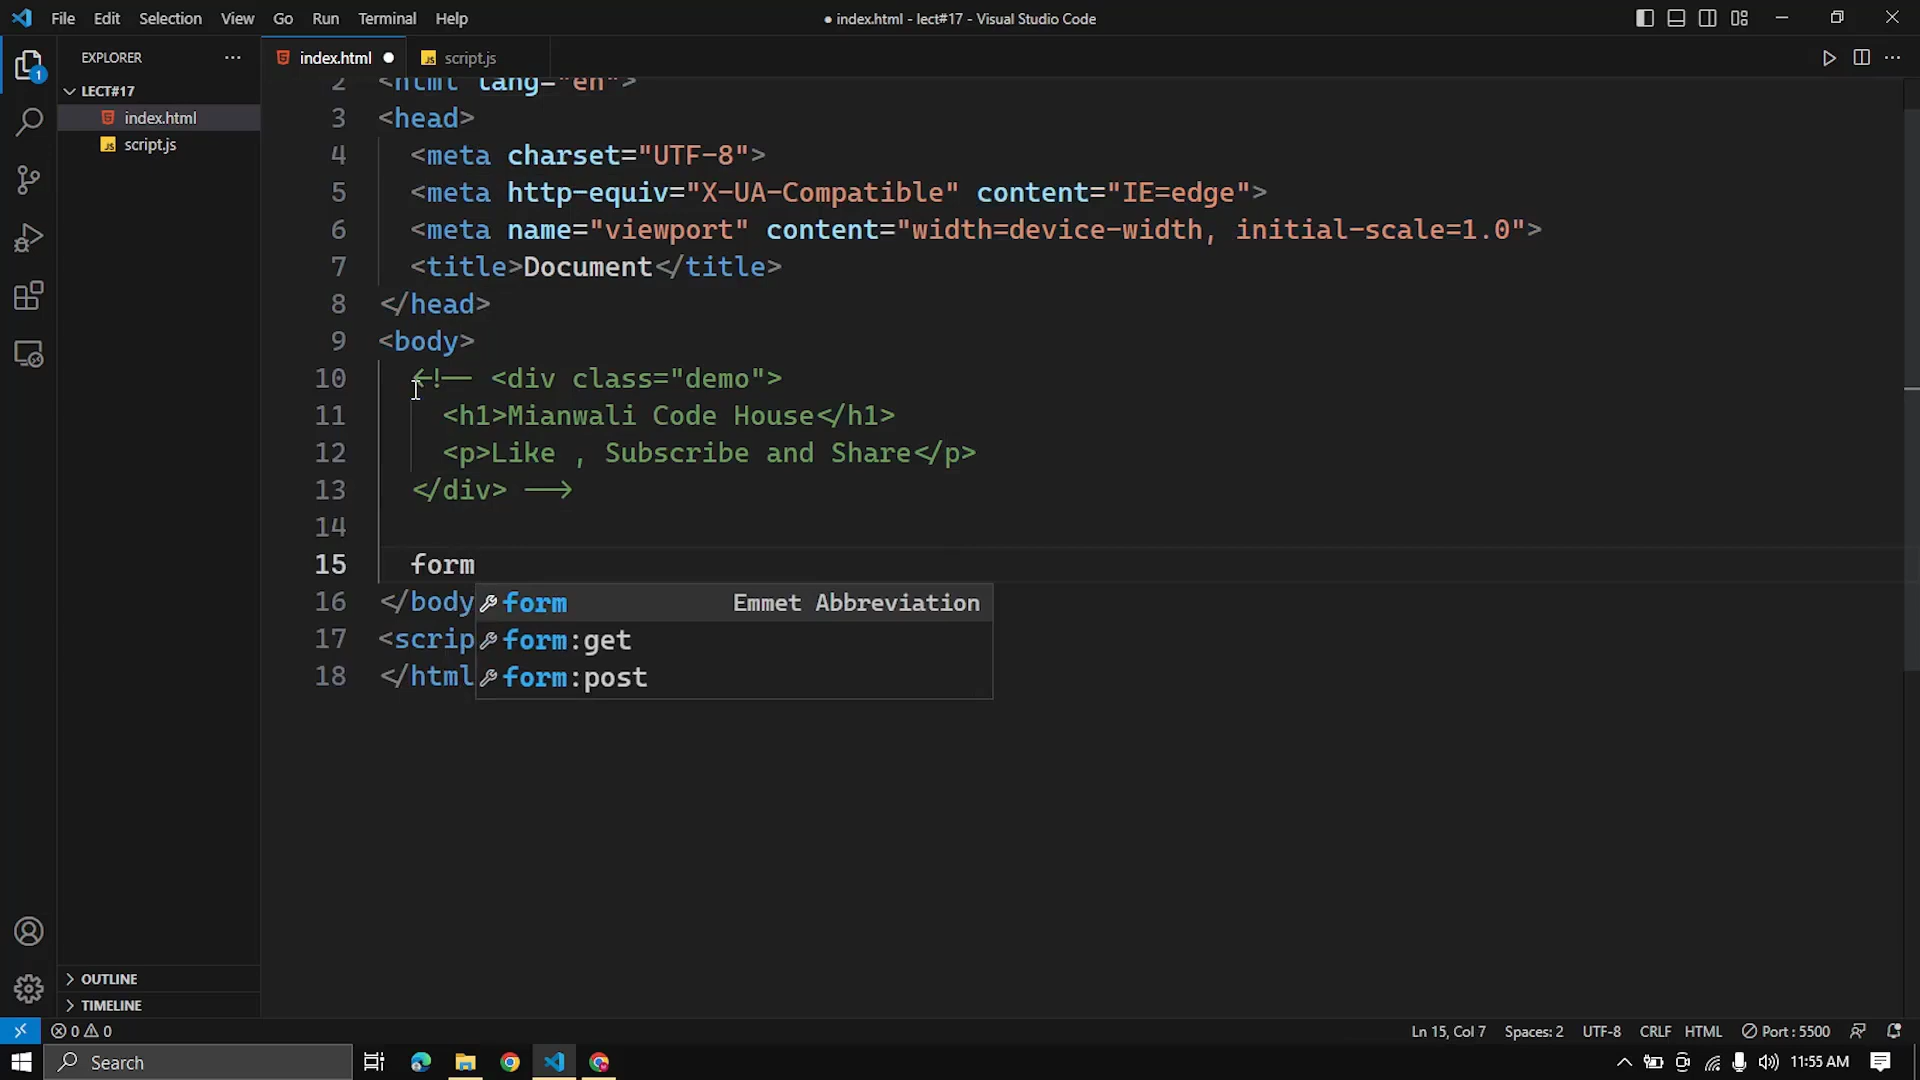 File Edit Selection View Go Run Terminal Help
● index.html - lect#17 - Visual Studio Code
EXPLORER
index.html ●
script.js
LECT#17
index.html
script.js
2 <html lang="en">
3 <head>
4 <meta charset="UTF-8">
5 <meta http-equiv="X-UA-Compatible" content="IE=edge">
6 <meta name="viewport" content="width=device-width, initial-scale=1.0">
7 <title>Document</title>
8 </head>
9 <body>
10 <!-- <div class="demo">
11 <h1>Mianwali Code House</h1>
12 <p>Like , Subscribe and Share</p>
13 </div> -->
14
15 form
16 </body
form Emmet Abbreviation
17 <scrip
form:get
18 </html
form:post
OUTLINE
TIMELINE
0 0
Ln 15, Col 7 Spaces: 2 UTF-8 CRLF HTML Port : 5500
Search
11:55 AM
1